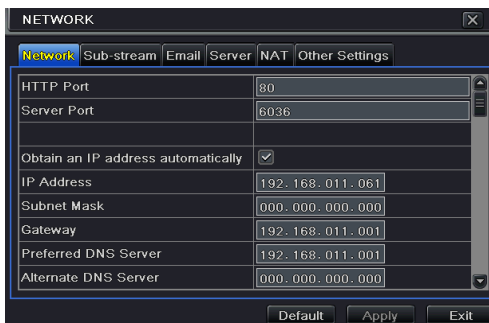 NETWORK
Network Sub-stream Email Server NAT Other Settings
HTTP Port 80
Server Port 6036
Obtain an IP address automatically
IP Address 192.168.011.061
Subnet Mask 000.000.000.000
Gateway 192.168.011.001
Preferred DNS Server 192.168.011.001
Alternate DNS Server 000.000.000.000
Default Apply Exit